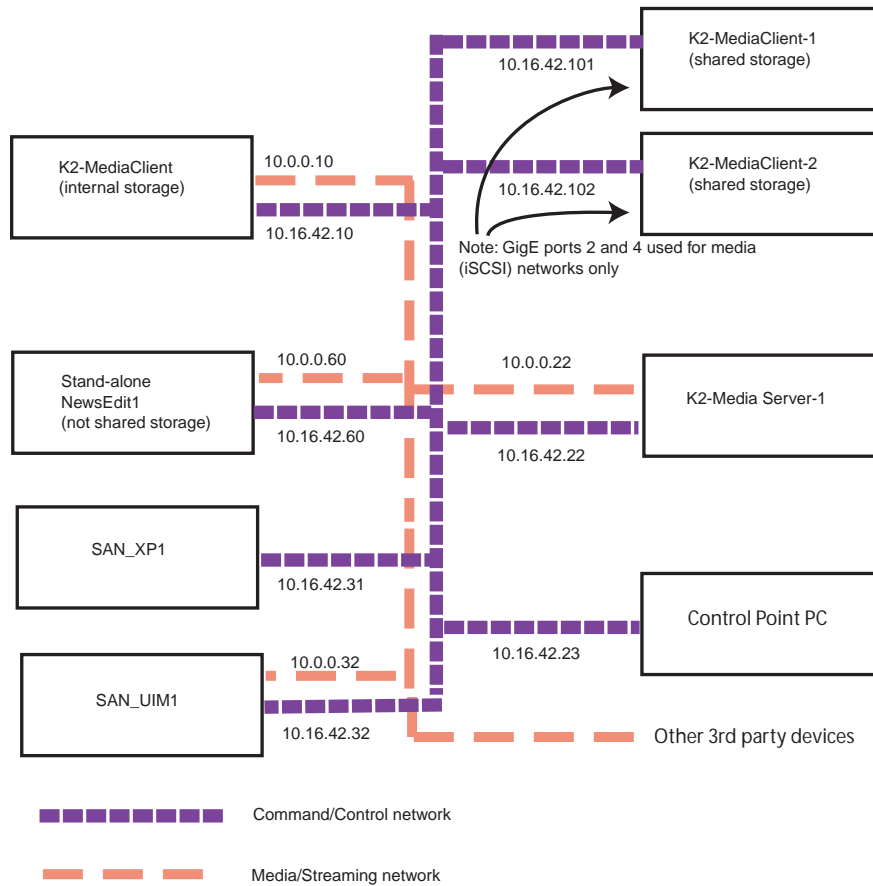 K2-MediaClient-1
(shared storage)
10.16.42.101
K2-MediaClient-2
(shared storage)
10.16.42.102
Note: GigE ports 2 and 4 used for media
(iSCSI) networks only
K2-MediaClient
(internal storage)
10.0.0.10
10.16.42.10
Stand-alone
NewsEdit1
(not shared storage)
10.0.0.60
10.16.42.60
10.0.0.22
K2-Media Server-1
10.16.42.22
SAN_XP1
10.16.42.31
Control Point PC
10.16.42.23
SAN_UIM1
10.0.0.32
10.16.42.32
Other 3rd party devices
Command/Control network
Media/Streaming network